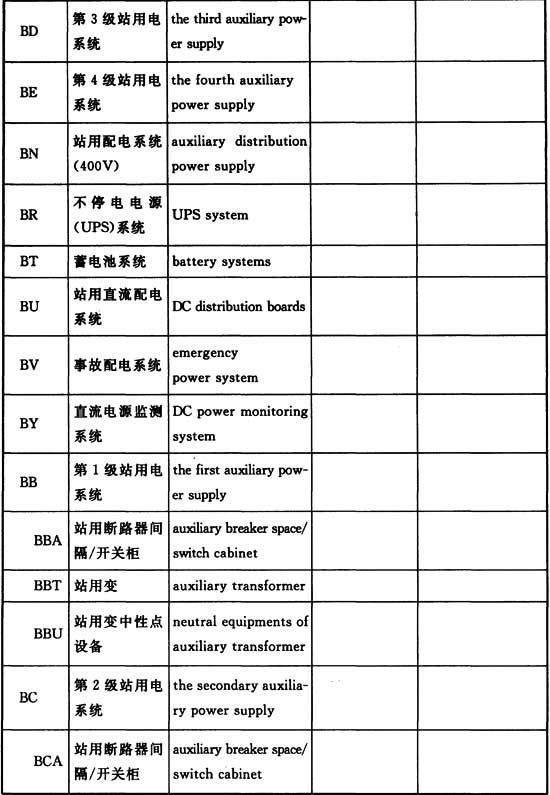 BD
第3级站用电
系统
the third auxiliary pow-
er supply
BE
第4级站用电
系统
the fourth auxiliary
power supply
BN
站用配电系统
(400V)
auxiliary distribution
power supply
BR
不停电电源
(UPS)系统
UPS system
BT
蓄电池系统
battery systems
BU
站用直流配电
系统
DC distribution boards
BV
事故配电系统
emergency
power system
BY
直流电源监测
系统
DC power monitoring
system
BB
第1级站用电
系统
the first auxiliary pow-
er supply
BBA
站用断路器间
隔/开关柜
auxiliary breaker space/
switch cabinet
BBT
站用变
auxiliary transformer
BBU
站用变中性点
设备
neutral equipments of
auxiliary transformer
BC
第2级站用电
系统
the secondary auxilia-
ry power supply
BCA
站用断路器间
隔/开关柜
auxiliary breaker space/
switch cabinet